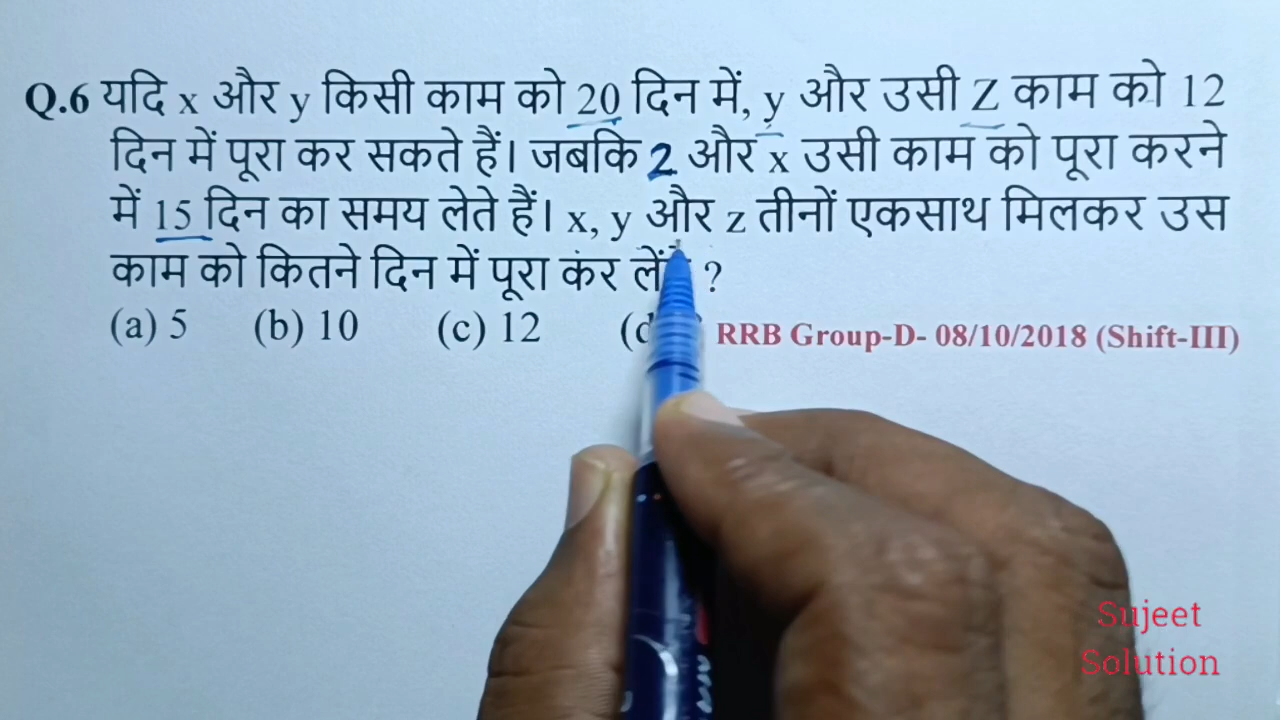 Q.6 यदि x और y किसी काम को 20 दिन में, y और उसी Z काम को 12
दिन में पूरा कर सकते हैं। जबकि 2 और x उसी काम को पूरा करने
में 15 दिन का समय लेते हैं। x, y और z तीनों एकसाथ मिलकर उस
काम को कितने दिन में पूरा कर ?
(a) 5 (b) 10 (c) 12 RRB Group-D- 08/10/2018 (Shift-III)
Sujeet
Solution